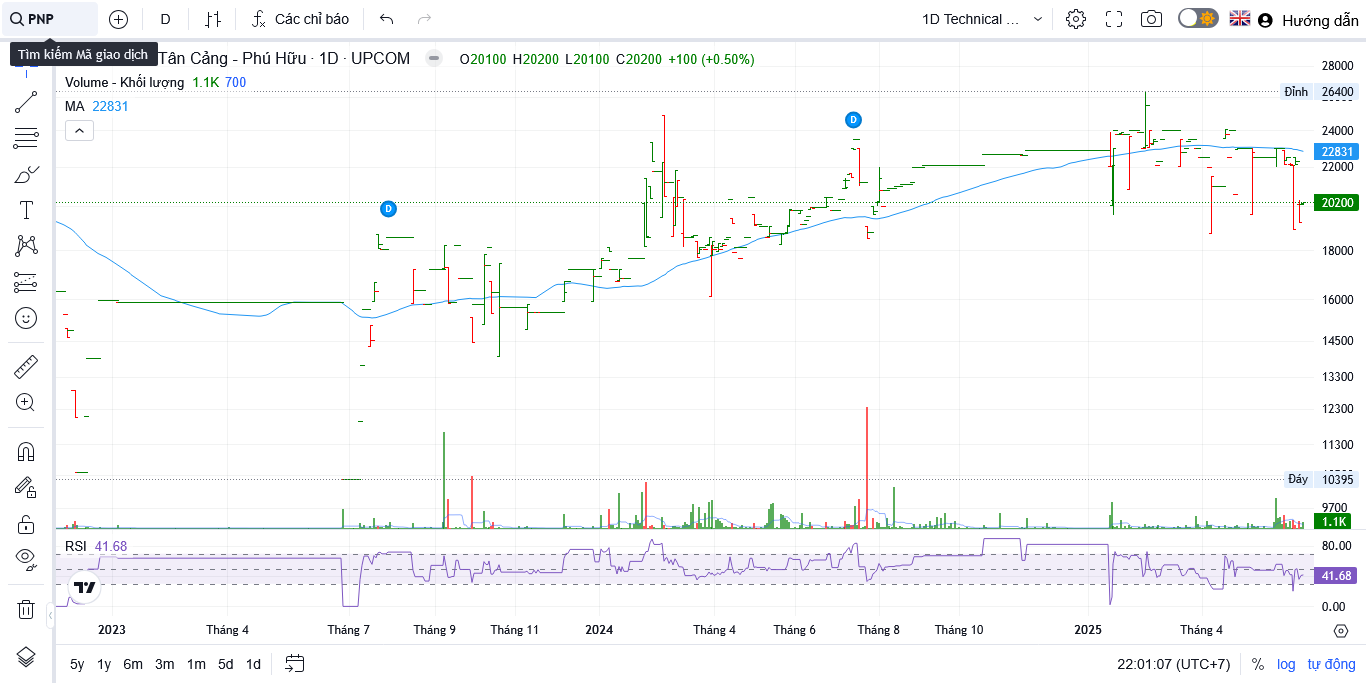 PNP
D
Các chỉ báo
1D Technical ...
Hướng dẫn
Tìm kiếm Mã giao dịch
Tân Cảng - Phú Hữu · 1D · UPCOM
O20100 H20200 L20100 C20200 +100 (+0.50%)
Volume - Khối lượng 1.1K 700
MA 22831
D
D
28000
Đỉnh 26400
24000
22831
22000
20200
18000
16000
14500
13300
12300
11300
Đáy 10395
9700
1.1K
RSI 41.68
80.00
41.68
0.00
2023 Tháng 4 Tháng 7 Tháng 9 Tháng 11 2024 Tháng 4 Tháng 6 Tháng 8 Tháng 10 2025 Tháng 4
5y 1y 6m 3m 1m 5d 1d
22:01:07 (UTC+7) % log tự động